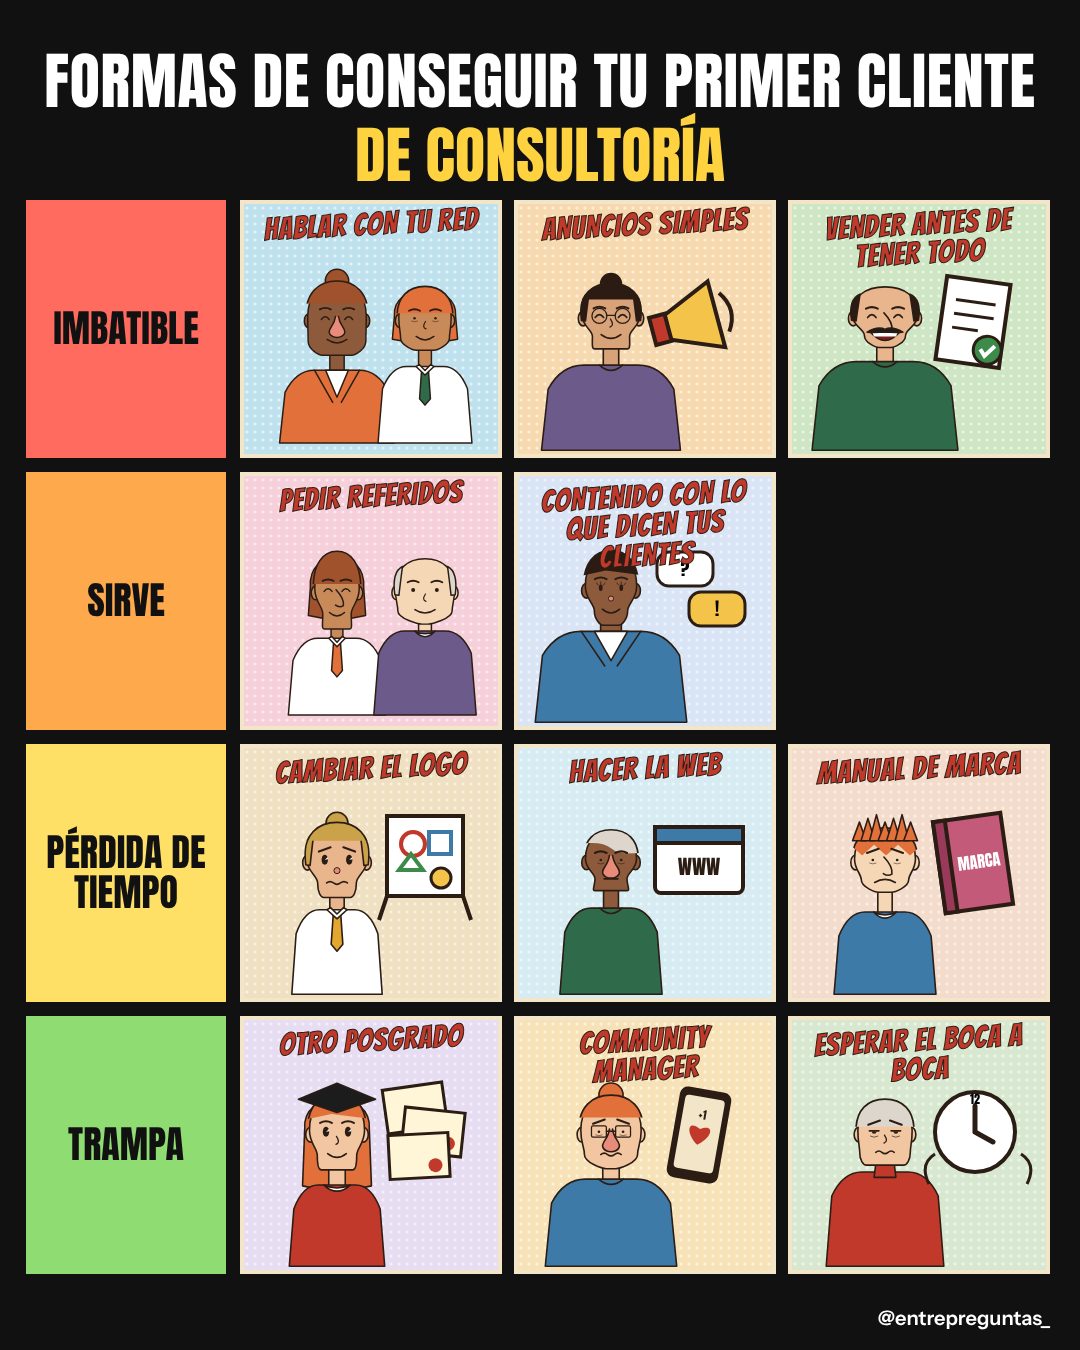 FORMAS DE CONSEGUIR TU PRIMER CLIENTE
DE CONSULTORÍA
IMBATIBLE
HABLAR CON TU RED
ANUNCIOS SIMPLES
VENDER ANTES DE
TENER TODO
SIRVE
PEDIR REFERIDOS
CONTENIDO CON LO
QUE DICEN TUS
CLIENTES
?
!
PÉRDIDA DE
TIEMPO
CAMBIAR EL LOGO
HACER LA WEB
WWW
MANUAL DE MARCA
MARCA
TRAMPA
OTRO POSGRADO
COMMUNITY
MANAGER
+1
ESPERAR EL BOCA A
BOCA
12
@entrepreguntas_